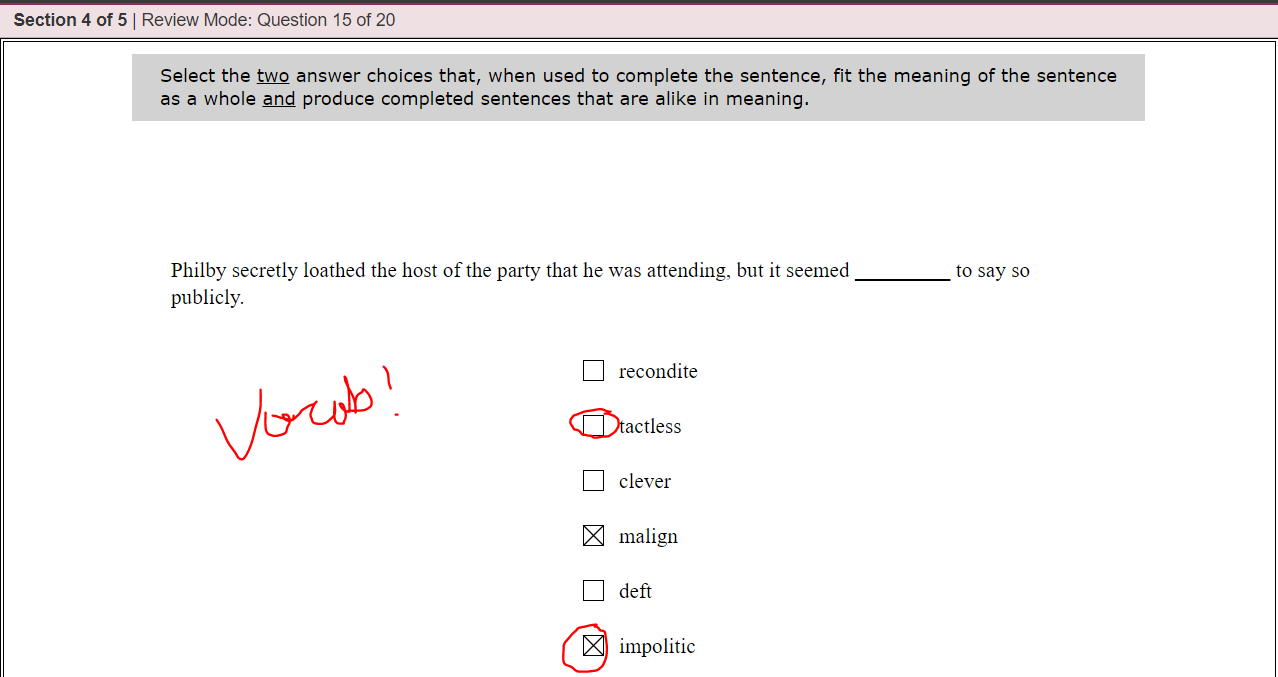 Section 4 of 5 | Review Mode: Question 15 of 20
Select the two answer choices that, when used to complete the sentence, fit the meaning of the sentence
as a whole and produce completed sentences that are alike in meaning.
Philby secretly loathed the host of the party that he was attending, but it seemed __________ to say so
publicly.
Vocab!
recondite
tactless
clever
malign
deft
impolitic